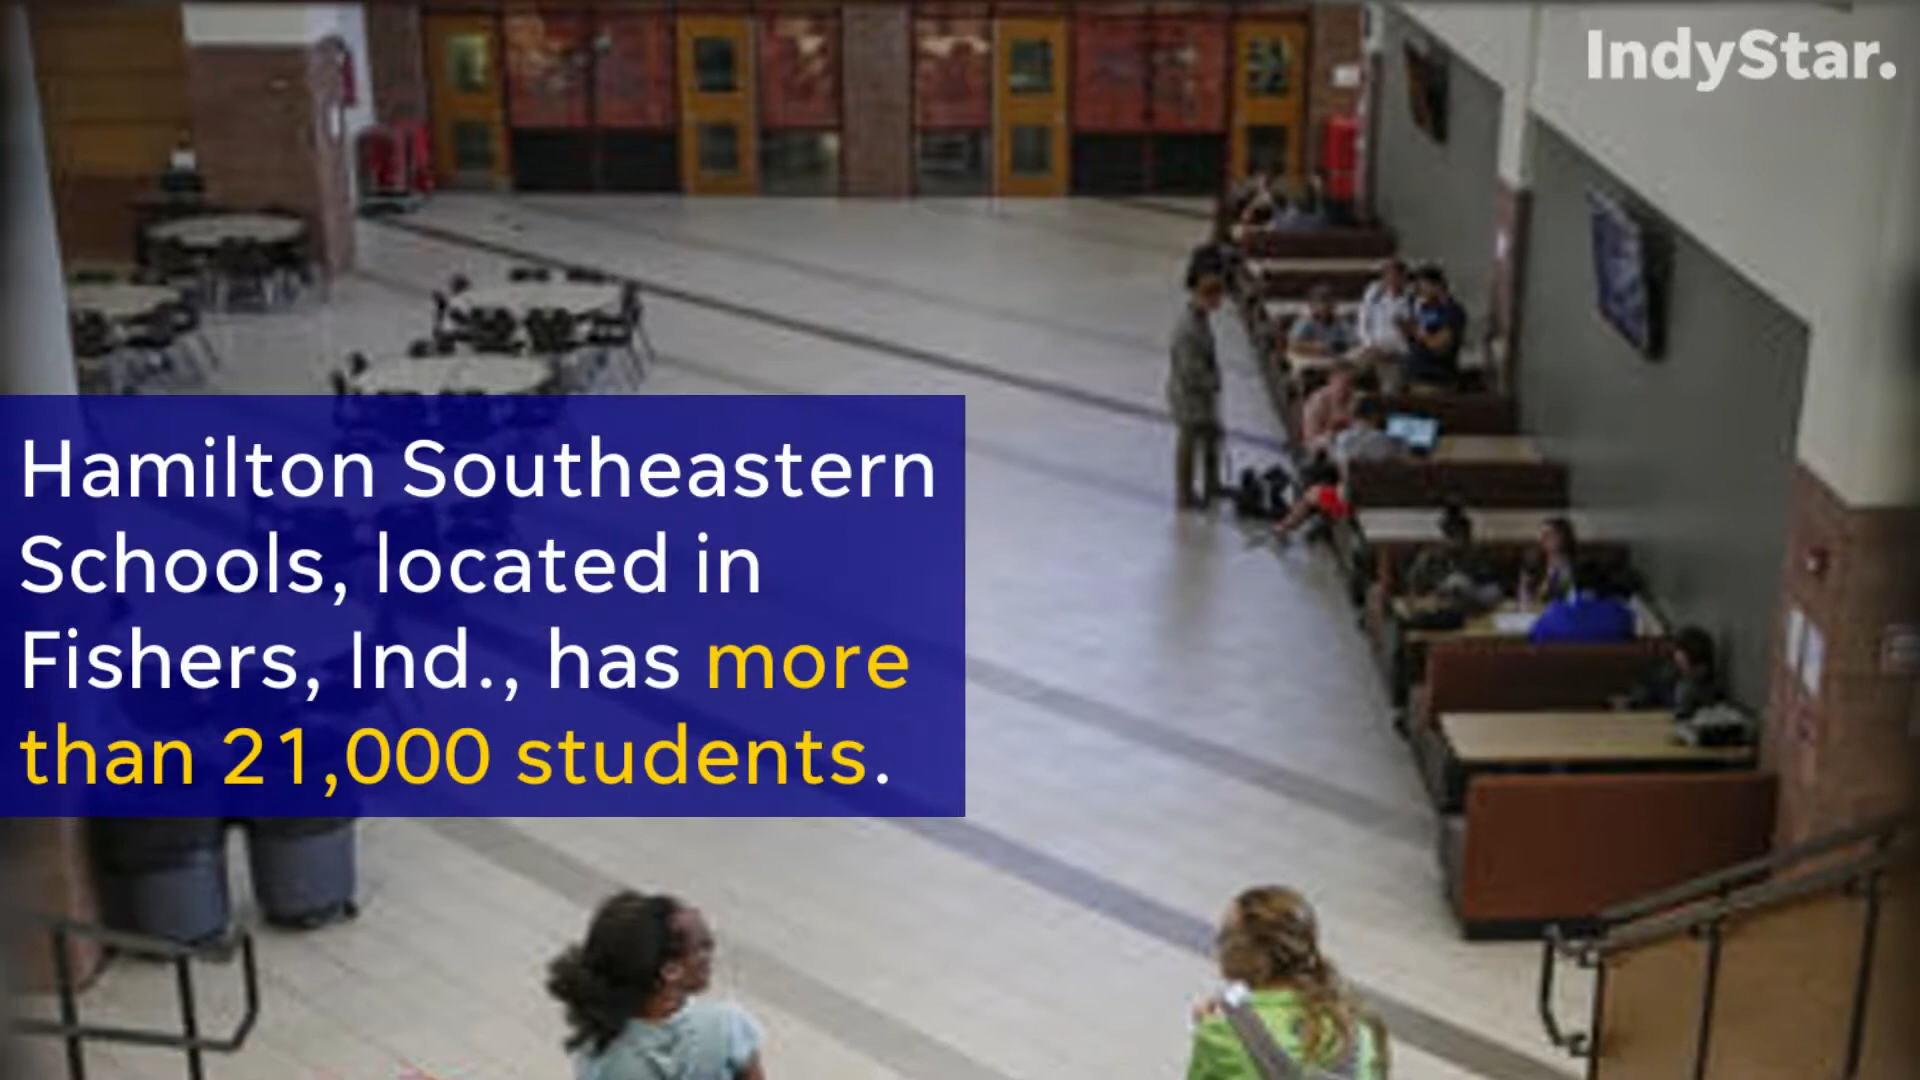 IndyStar.
Hamilton Southeastern
Schools, located in
Fishers, Ind., has more
than 21,000 students.